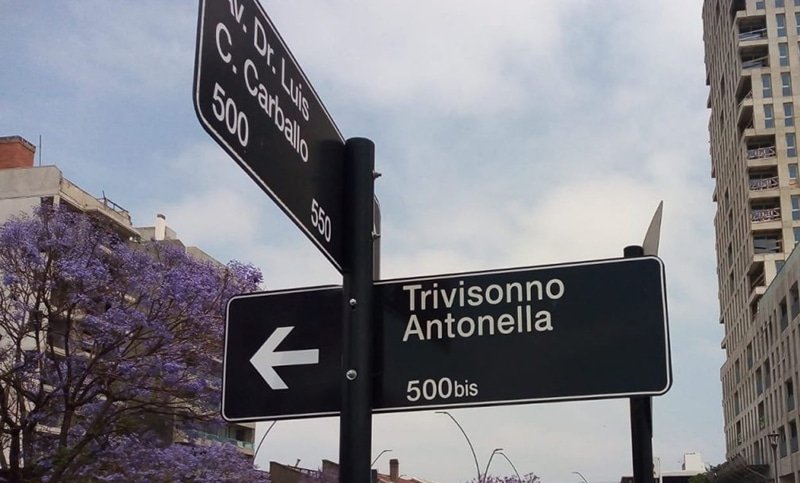 Av. Dr. Luis
C. Carballo
500
550
Trivisonno
Antonella
500bis